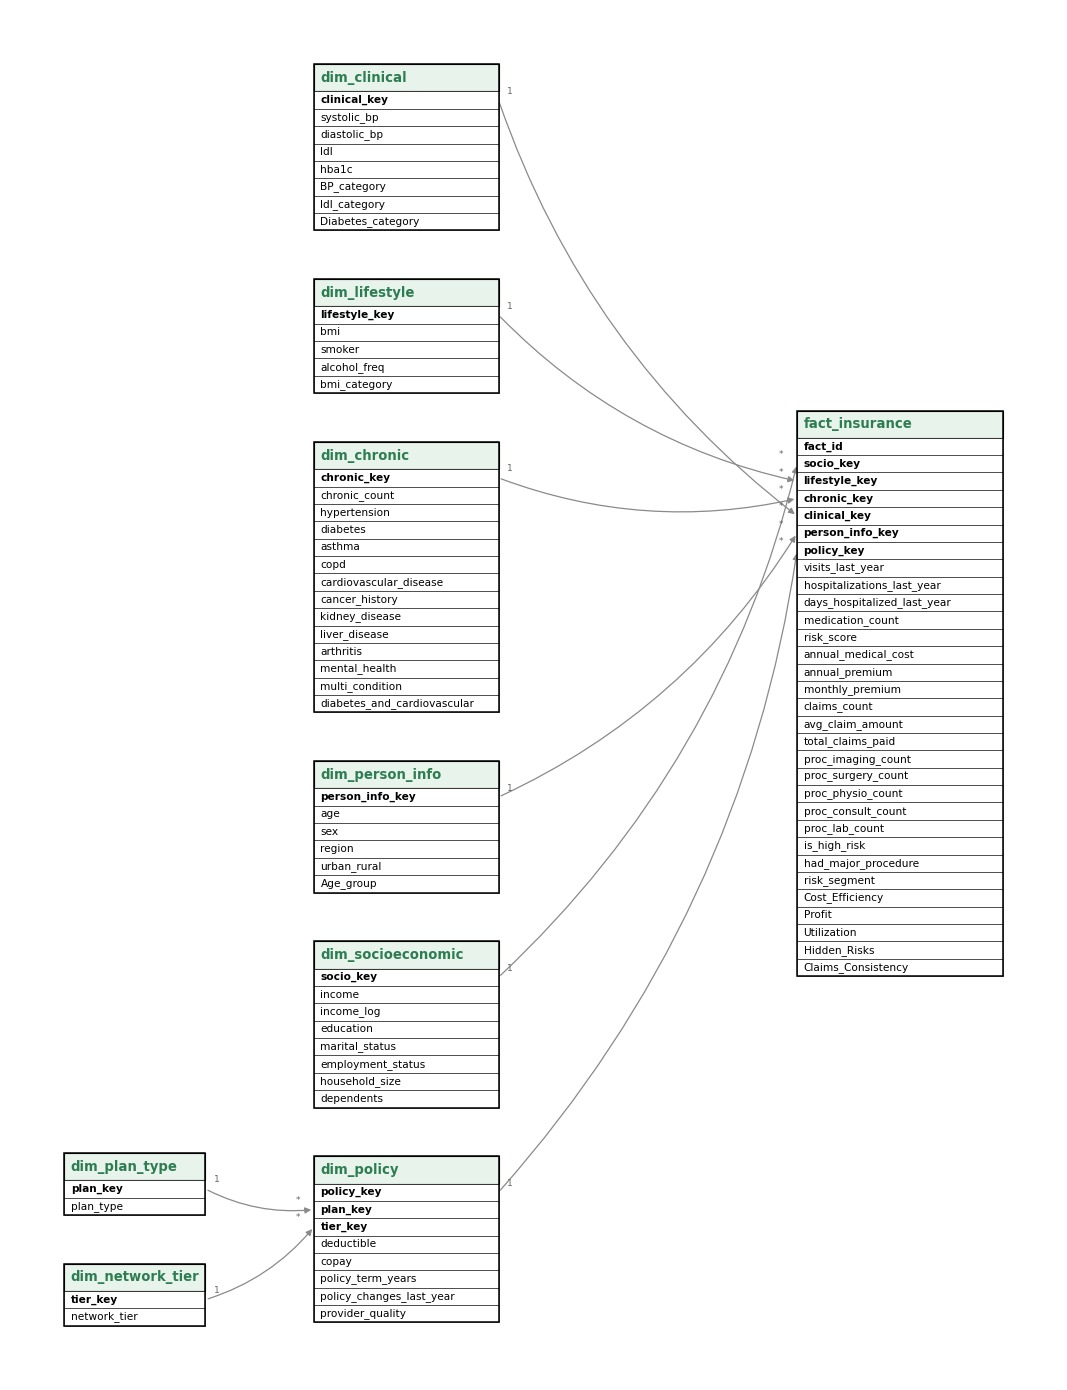 dim_clinical
clinical_key
systolic_bp
diastolic_bp
ldl
hba1c
BP_category
ldl_category
Diabetes_category
1
dim_lifestyle
lifestyle_key
bmi
smoker
alcohol_freq
bmi_category
1
dim_chronic
chronic_key
chronic_count
hypertension
diabetes
asthma
copd
cardiovascular_disease
cancer_history
kidney_disease
liver_disease
arthritis
mental_health
multi_condition
diabetes_and_cardiovascular
1
dim_person_info
person_info_key
age
sex
region
urban_rural
Age_group
1
dim_socioeconomic
socio_key
income
income_log
education
marital_status
employment_status
household_size
dependents
1
dim_plan_type
plan_key
plan_type
1
dim_network_tier
tier_key
network_tier
1
*
*
dim_policy
policy_key
plan_key
tier_key
deductible
copay
policy_term_years
policy_changes_last_year
provider_quality
1
*
*
*
*
*
*
fact_insurance
fact_id
socio_key
lifestyle_key
chronic_key
clinical_key
person_info_key
policy_key
visits_last_year
hospitalizations_last_year
days_hospitalized_last_year
medication_count
risk_score
annual_medical_cost
annual_premium
monthly_premium
claims_count
avg_claim_amount
total_claims_paid
proc_imaging_count
proc_surgery_count
proc_physio_count
proc_consult_count
proc_lab_count
is_high_risk
had_major_procedure
risk_segment
Cost_Efficiency
Profit
Utilization
Hidden_Risks
Claims_Consistency